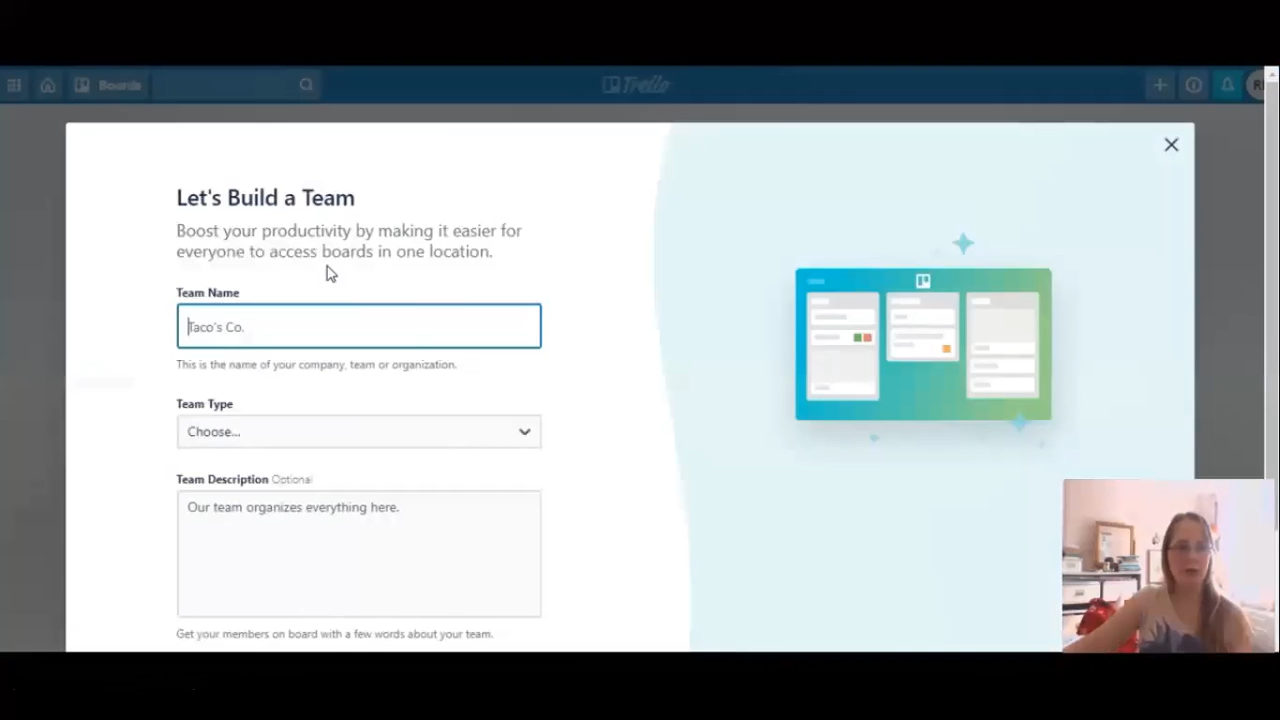 Boards
Trello
Let's Build a Team
Boost your productivity by making it easier for
everyone to access boards in one location.
Team Name
Taco's Co.
This is the name of your company, team or organization.
Team Type
Choose...
Team Description Optional
Our team organizes everything here.
Get your members on board with a few words about your team.